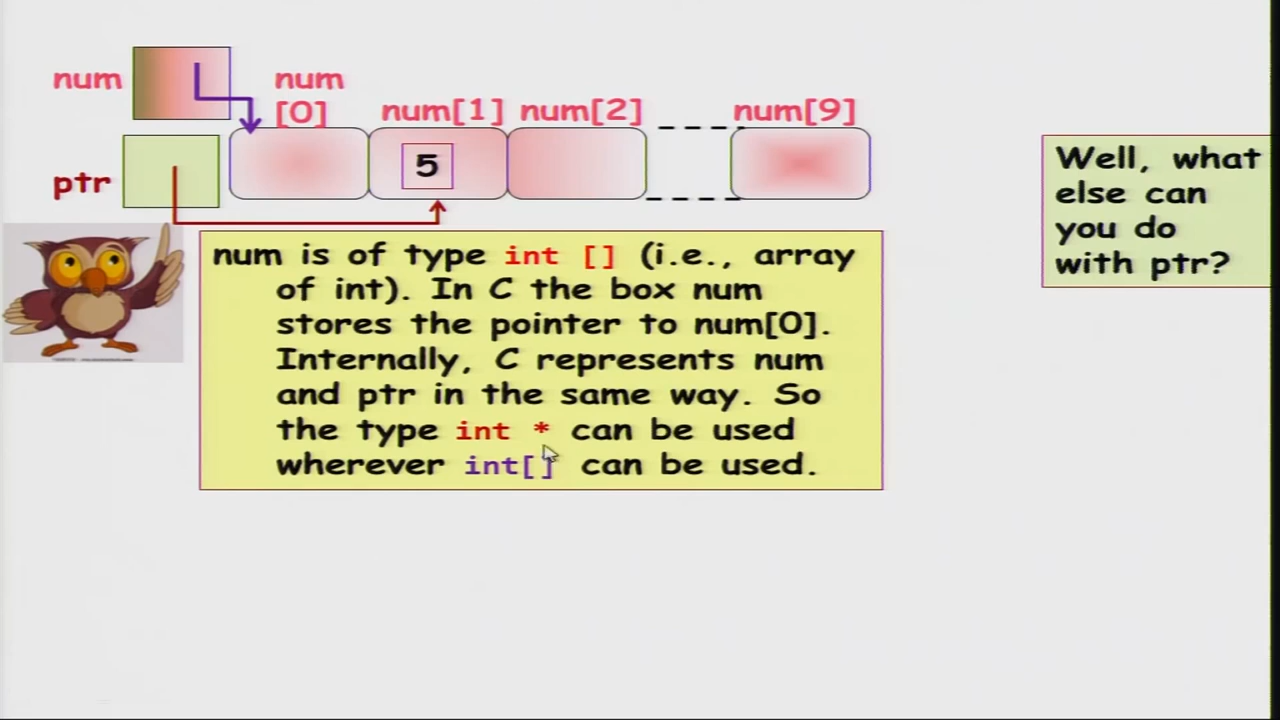 num
num
[0]
num[1]
num[2]
num[9]
5
ptr
num is of type int [] (i.e., array
of int). In C the box num
stores the pointer to num[0].
Internally, C represents num
and ptr in the same way. So
the type int * can be used
wherever int[] can be used.
Well, what
else can
you do
with ptr?